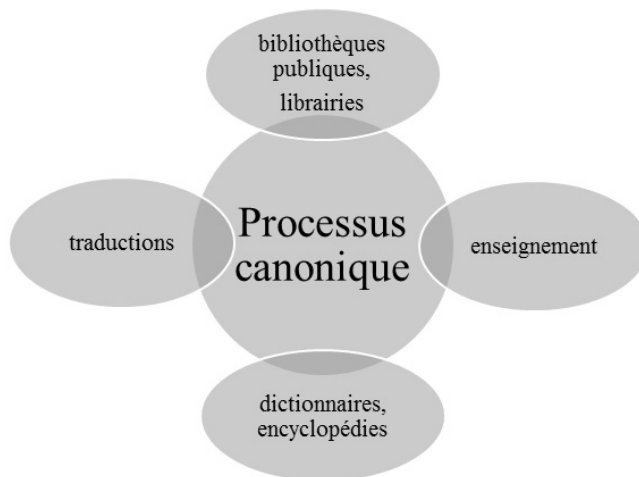 bibliothèques
publiques,
librairies
traductions
Processus
canonique
enseignement
dictionnaires,
encyclopédies